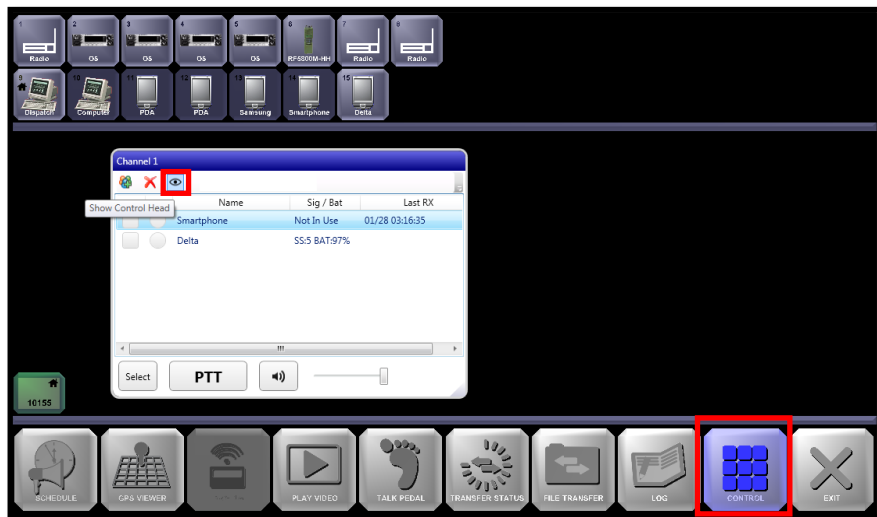 1 2 3 4 5 6 7 8
Radio OS OS OS OS RF5800M-HH Radio Radio
9 10 11 12 13 14 15
Dispatch Computer PDA PDA Samsung Smartphone Delta
Channel 1
Show Control Head
Name Sig / Bat Last RX
Smartphone Not In Use 01/28 03:16:35
Delta SS:5 BAT:97%
Select PTT
10155
SCHEDULE GPS VIEWER PLAY VIDEO TALK PEDAL TRANSFER STATUS FILE TRANSFER LOG CONTROL EXIT